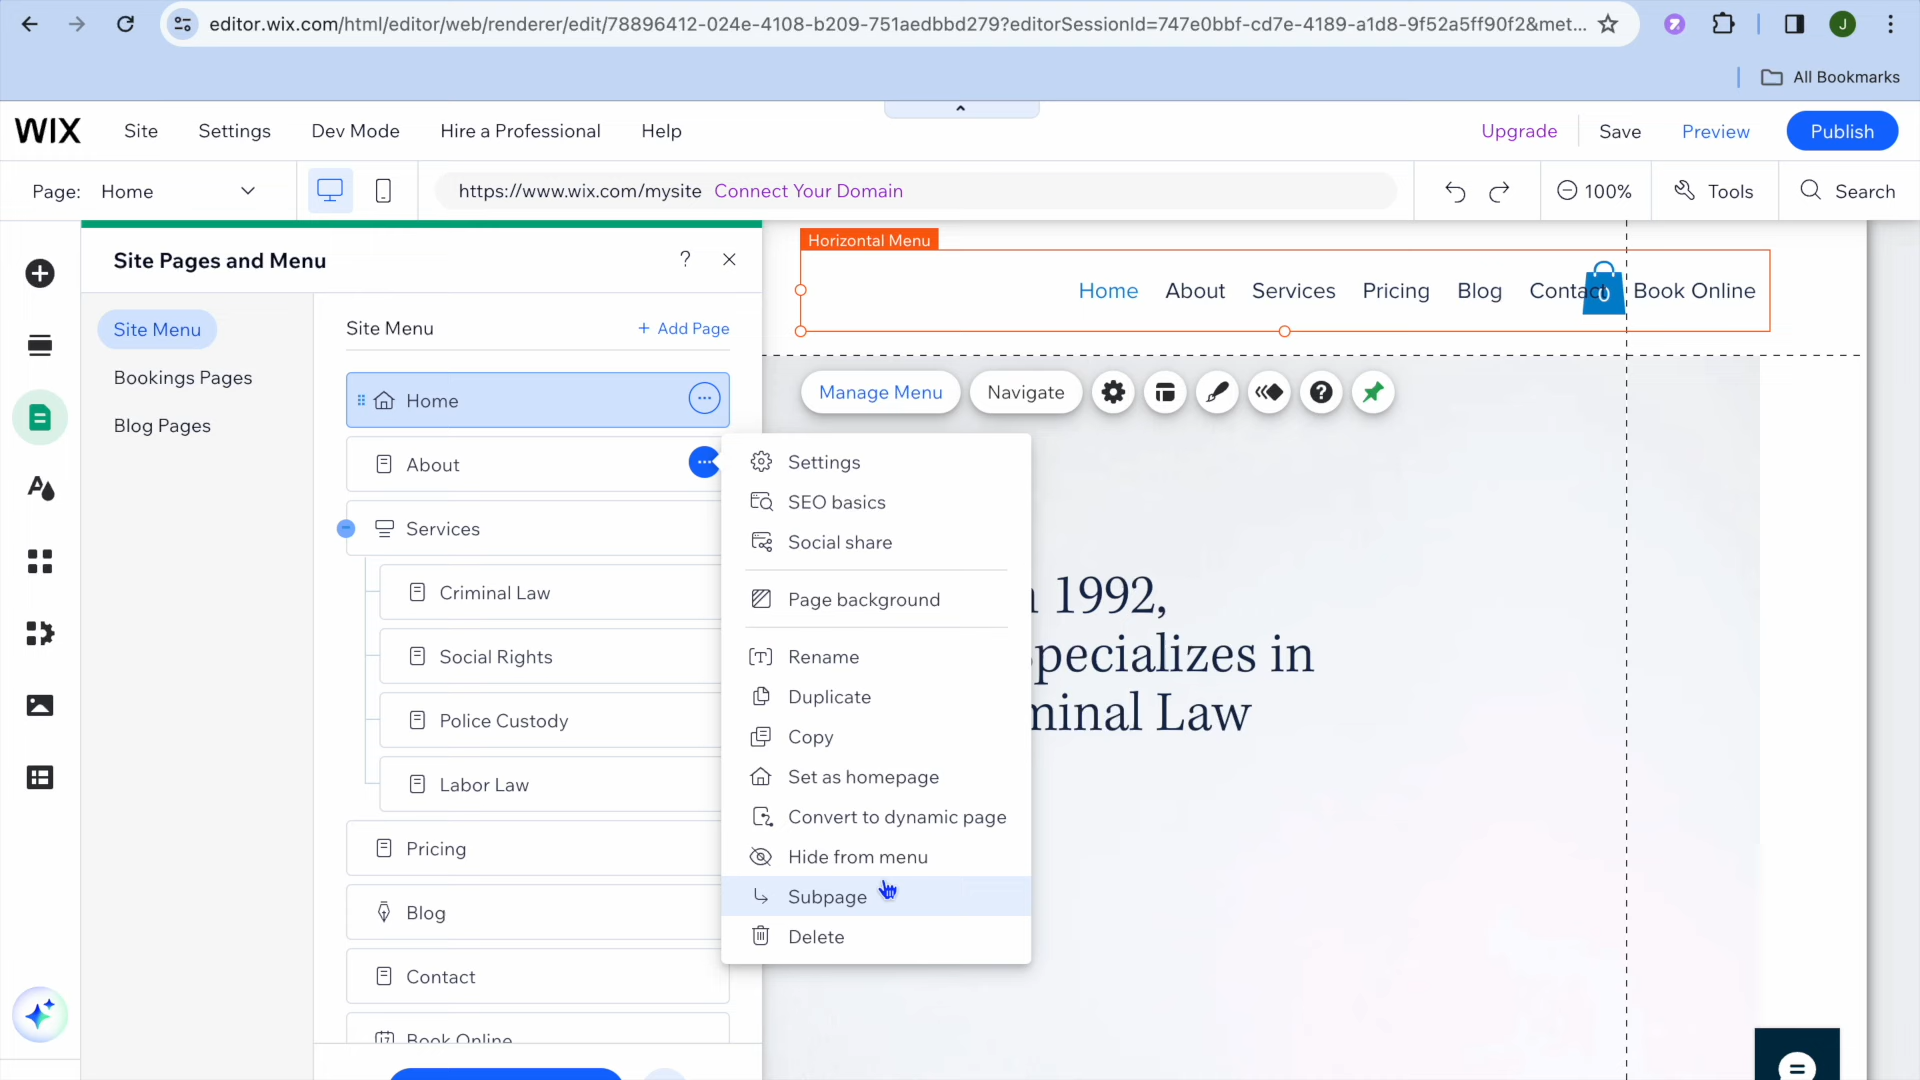 editor.wix.com/html/editor/web/renderer/edit/78896412-024e-4108-b209-751aedbbd279?editorSessionId=747e0bbf-cd7e-4189-a1d8-9f52a5ff90f2&met...
J
All Bookmarks
WIX
Site
Settings
Dev Mode
Hire a Professional
Help
Upgrade
Save
Preview
Publish
Page: Home
https://www.wix.com/mysite Connect Your Domain
100%
Tools
Search
Site Pages and Menu
?
Site Menu
Bookings Pages
Blog Pages
Site Menu
+ Add Page
Home
About
Services
Criminal Law
Social Rights
Police Custody
Labor Law
Pricing
Blog
Contact
Book Online
Settings
SEO basics
Social share
Page background
Rename
Duplicate
Copy
Set as homepage
Convert to dynamic page
Hide from menu
Subpage
Delete
Horizontal Menu
Home
About
Services
Pricing
Blog
Contact
0
Book Online
Manage Menu
Navigate
1992,
specializes in
minal Law